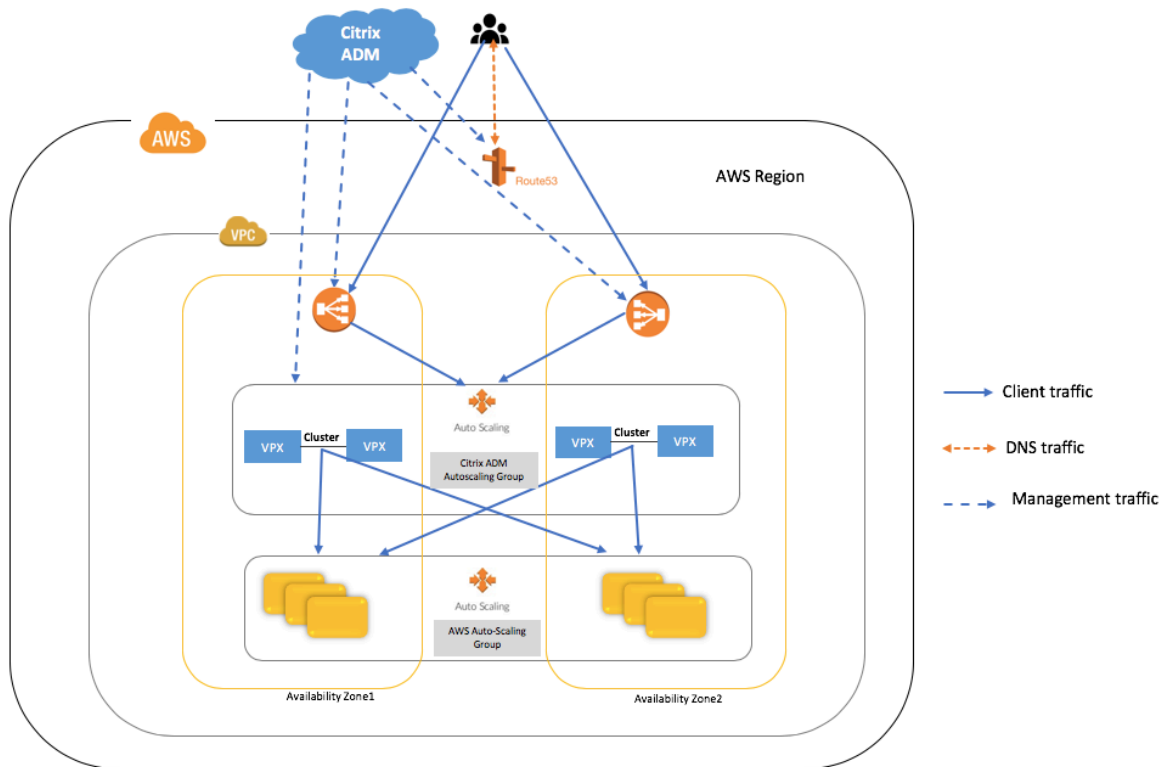 Citrix
ADM
AWS
Route53
AWS Region
VPC
Auto Scaling
VPX
Cluster
VPX
VPX
Cluster
VPX
Citrix ADM
Autoscaling Group
Auto Scaling
AWS Auto-Scaling
Group
Availability Zone1
Availability Zone2
Client traffic
DNS traffic
Management traffic